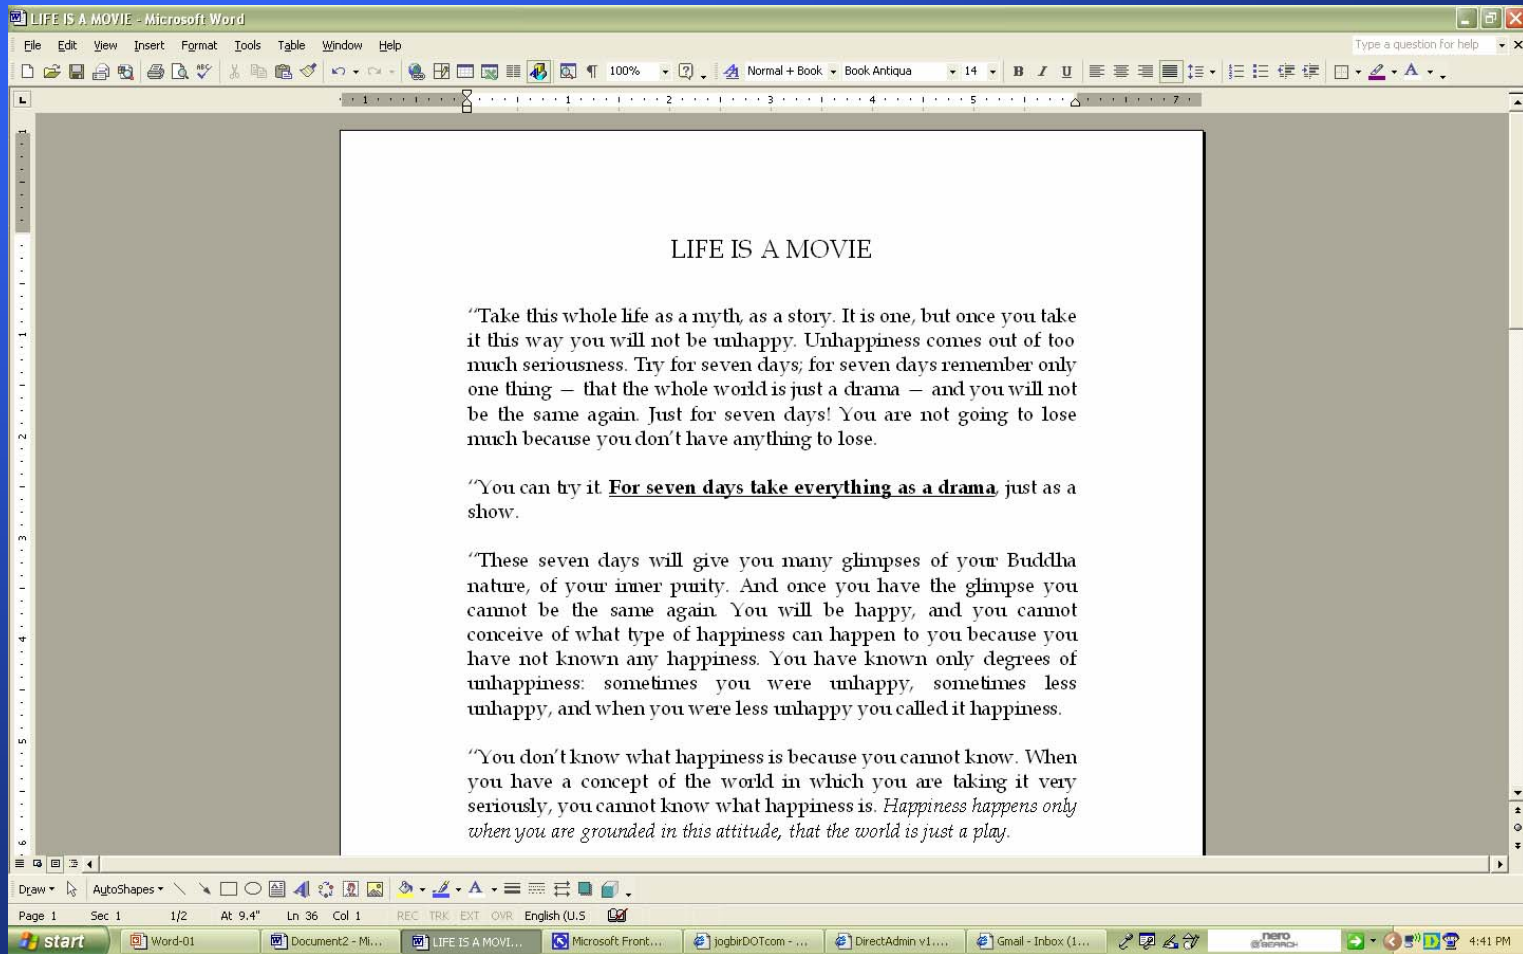 LIFE IS A MOVIE - Microsoft Word
File Edit View Insert Format Tools Table Window Help
Type a question for help
100% Normal + Book Book Antiqua 14 B I U A
1 1 2 3 4 5 7
LIFE IS A MOVIE
“Take this whole life as a myth, as a story. It is one, but once you take
it this way you will not be unhappy. Unhappiness comes out of too
much seriousness. Try for seven days; for seven days remember only
one thing — that the whole world is just a drama — and you will not
be the same again. Just for seven days! You are not going to lose
much because you don’t have anything to lose.
“You can try it. For seven days take everything as a drama, just as a
show.
“These seven days will give you many glimpses of your Buddha
nature, of your inner purity. And once you have the glimpse you
cannot be the same again. You will be happy, and you cannot
conceive of what type of happiness can happen to you because you
have not known any happiness. You have known only degrees of
unhappiness: sometimes you were unhappy, sometimes less
unhappy, and when you were less unhappy you called it happiness.
“You don’t know what happiness is because you cannot know. When
you have a concept of the world in which you are taking it very
seriously, you cannot know what happiness is. Happiness happens only
when you are grounded in this attitude, that the world is just a play.
Draw AutoShapes
Page 1 Sec 1 1/2 At 9.4" Ln 36 Col 1 REC TRK EXT OVR English (U.S
start Word-01 Document2 - Mi... LIFE IS A MOVI... Microsoft Front... jogbirDOTcom - ... DirectAdmin v1.... Gmail - Inbox (1... nero SEARCH 4:41 PM